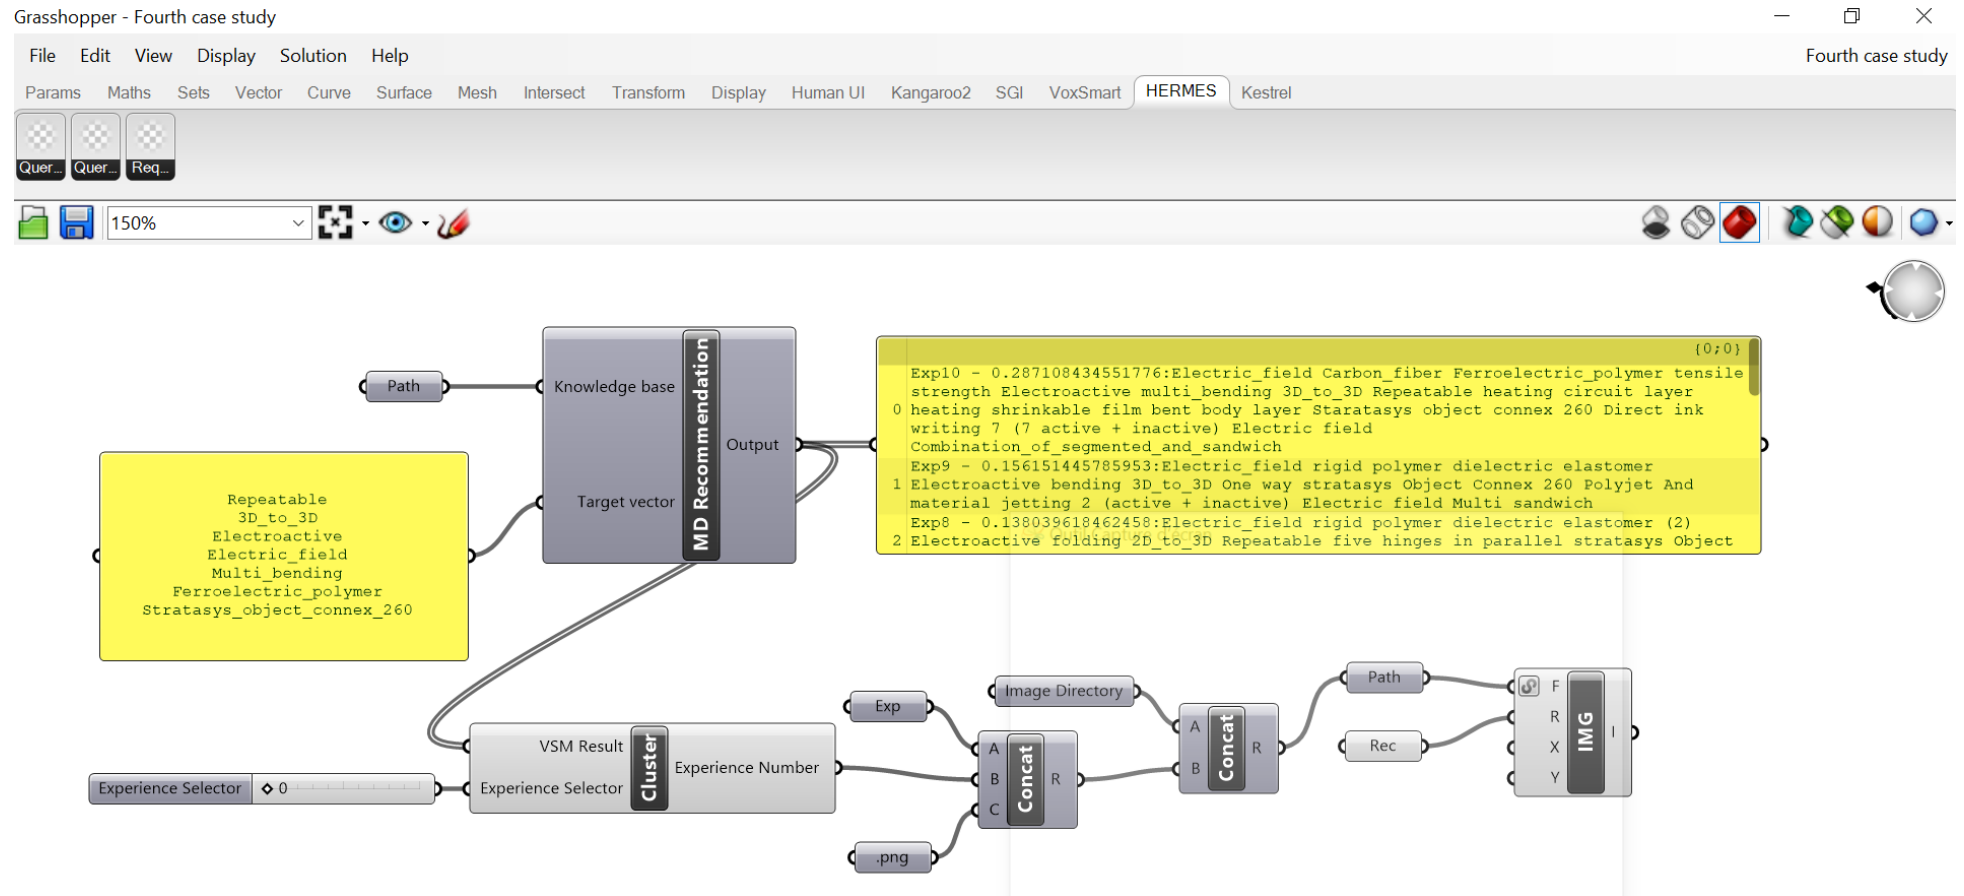 Grasshopper - Fourth case study
File Edit View Display Solution Help Fourth case study
Params Maths Sets Vector Curve Surface Mesh Intersect Transform Display Human UI Kangaroo2 SGI VoxSmart HERMES Kestrel
Quer... Quer... Req...
150%
{0;0}
Exp10 - 0.287108434551776:Electric_field Carbon_fiber Ferroelectric_polymer tensile
strength Electroactive multi_bending 3D_to_3D Repeatable heating circuit layer
0 heating shrinkable film bent body layer Staratasys object connex 260 Direct ink
writing 7 (7 active + inactive) Electric field
Combination_of_segmented_and_sandwich
Exp9 - 0.156151445785953:Electric_field rigid polymer dielectric elastomer
1 Electroactive bending 3D_to_3D One way stratasys Object Connex 260 Polyjet And
material jetting 2 (active + inactive) Electric field Multi sandwich
Exp8 - 0.138039618462458:Electric_field rigid polymer dielectric elastomer (2)
2 Electroactive folding 2D_to_3D Repeatable five hinges in parallel stratasys Object
Path
Knowledge base
Target vector
MD Recommendation
Output
Repeatable
3D_to_3D
Electroactive
Electric_field
Multi_bending
Ferroelectric_polymer
Stratasys_object_connex_260
Experience Selector 0
VSM Result
Experience Selector
Cluster
Experience Number
Exp
.png
A
B
C
Concat
R
Image Directory
A
B
Concat
R
Path
Rec
F
R
X
Y
IMG
I